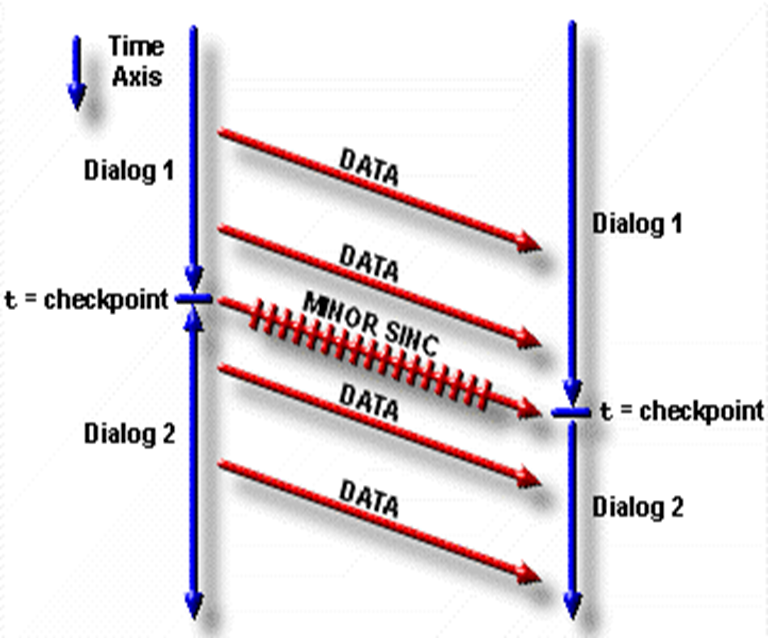 Time
Axis
Dialog 1
DATA
Dialog 1
DATA
t = checkpoint
MINOR SINC
DATA
t = checkpoint
Dialog 2
DATA
Dialog 2